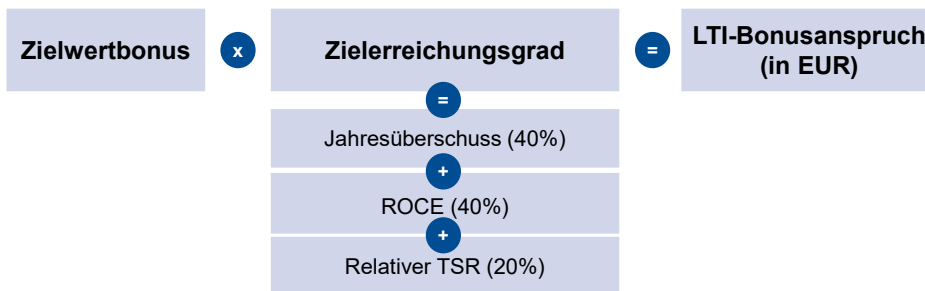 Zielwertbonus
x
Zielerreichungsgrad
=
LTI-Bonusanspruch
(in EUR)
=
Jahresüberschuss (40%)
+
ROCE (40%)
+
Relativer TSR (20%)